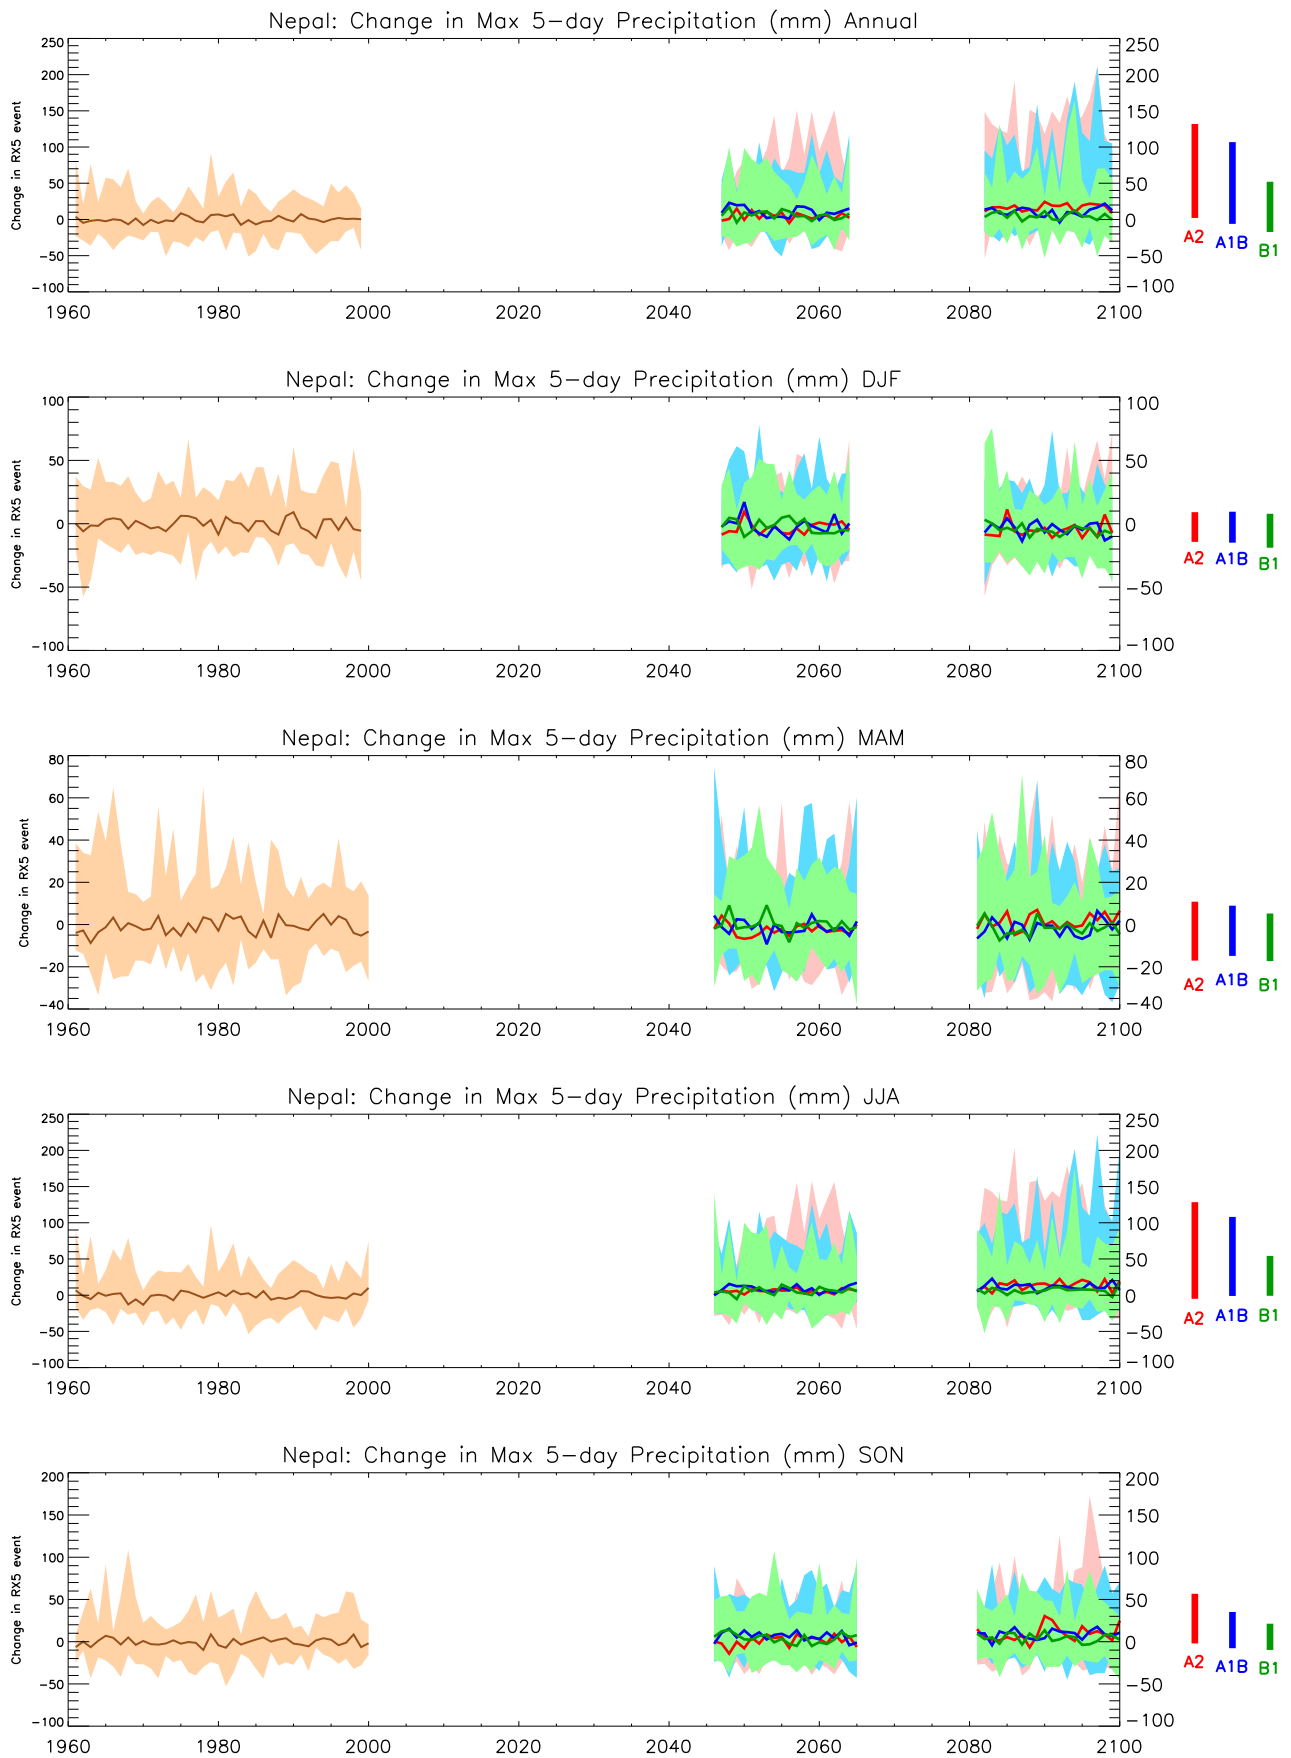 Nepal: Change in Max 5-day Precipitation (mm) Annual
Change in RX5 event
250 200 150 100 50 0 -50 -100
250 200 150 100 50 0 -50 -100
1960 1980 2000 2020 2040 2060 2080 2100
A2 A1B B1
Nepal: Change in Max 5-day Precipitation (mm) DJF
Change in RX5 event
100 50 0 -50 -100
100 50 0 -50 -100
1960 1980 2000 2020 2040 2060 2080 2100
A2 A1B B1
Nepal: Change in Max 5-day Precipitation (mm) MAM
Change in RX5 event
80 60 40 20 0 -20 -40
80 60 40 20 0 -20 -40
1960 1980 2000 2020 2040 2060 2080 2100
A2 A1B B1
Nepal: Change in Max 5-day Precipitation (mm) JJA
Change in RX5 event
250 200 150 100 50 0 -50 -100
250 200 150 100 50 0 -50 -100
1960 1980 2000 2020 2040 2060 2080 2100
A2 A1B B1
Nepal: Change in Max 5-day Precipitation (mm) SON
Change in RX5 event
200 150 100 50 0 -50 -100
200 150 100 50 0 -50 -100
1960 1980 2000 2020 2040 2060 2080 2100
A2 A1B B1